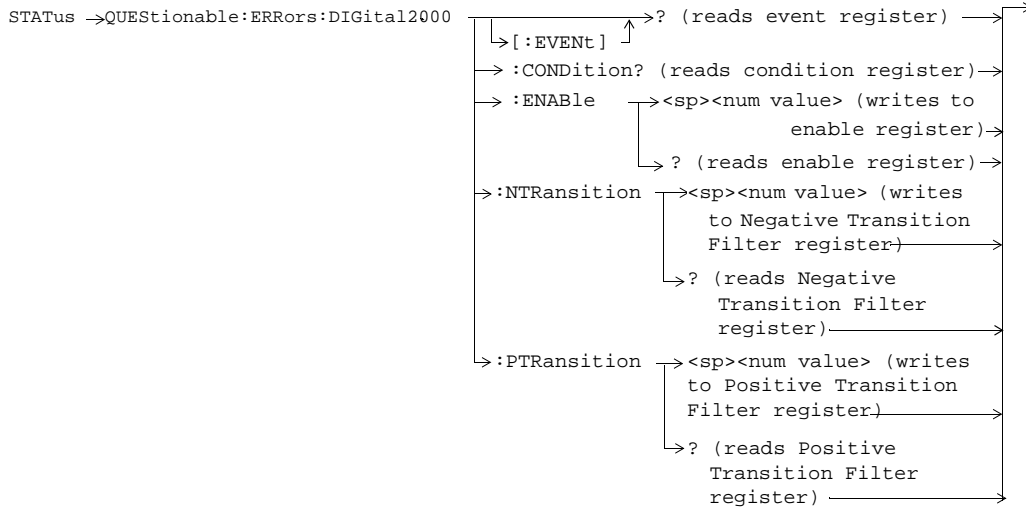 STATus QUEStionable:ERRors:DIGital2000 ? (reads event register)
[:EVENt]
:CONDition? (reads condition register)
:ENABle <sp><num value> (writes to
enable register)
? (reads enable register)
:NTRansition <sp><num value> (writes
to Negative Transition
Filter register)
? (reads Negative
Transition Filter
register)
:PTRansition <sp><num value> (writes
to Positive Transition
Filter register)
? (reads Positive
Transition Filter
register)